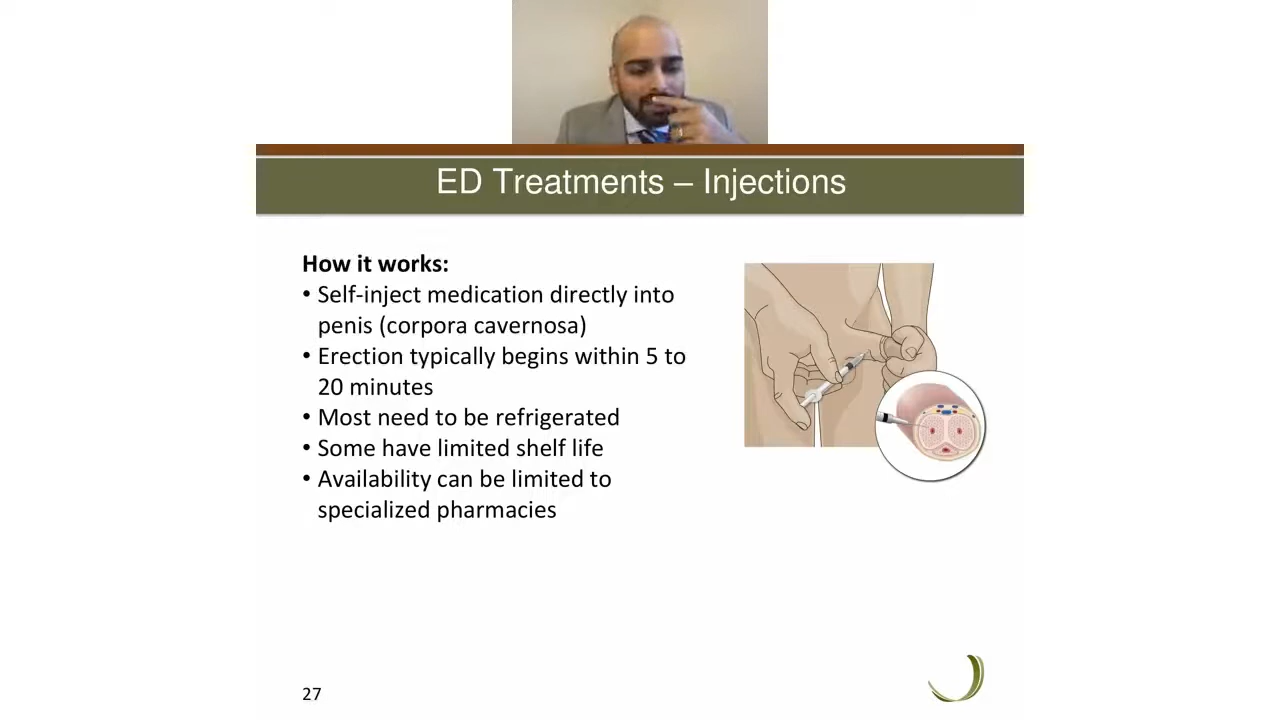 ED Treatments – Injections
How it works:
• Self-inject medication directly into
penis (corpora cavernosa)
• Erection typically begins within 5 to
20 minutes
• Most need to be refrigerated
• Some have limited shelf life
• Availability can be limited to
specialized pharmacies
27